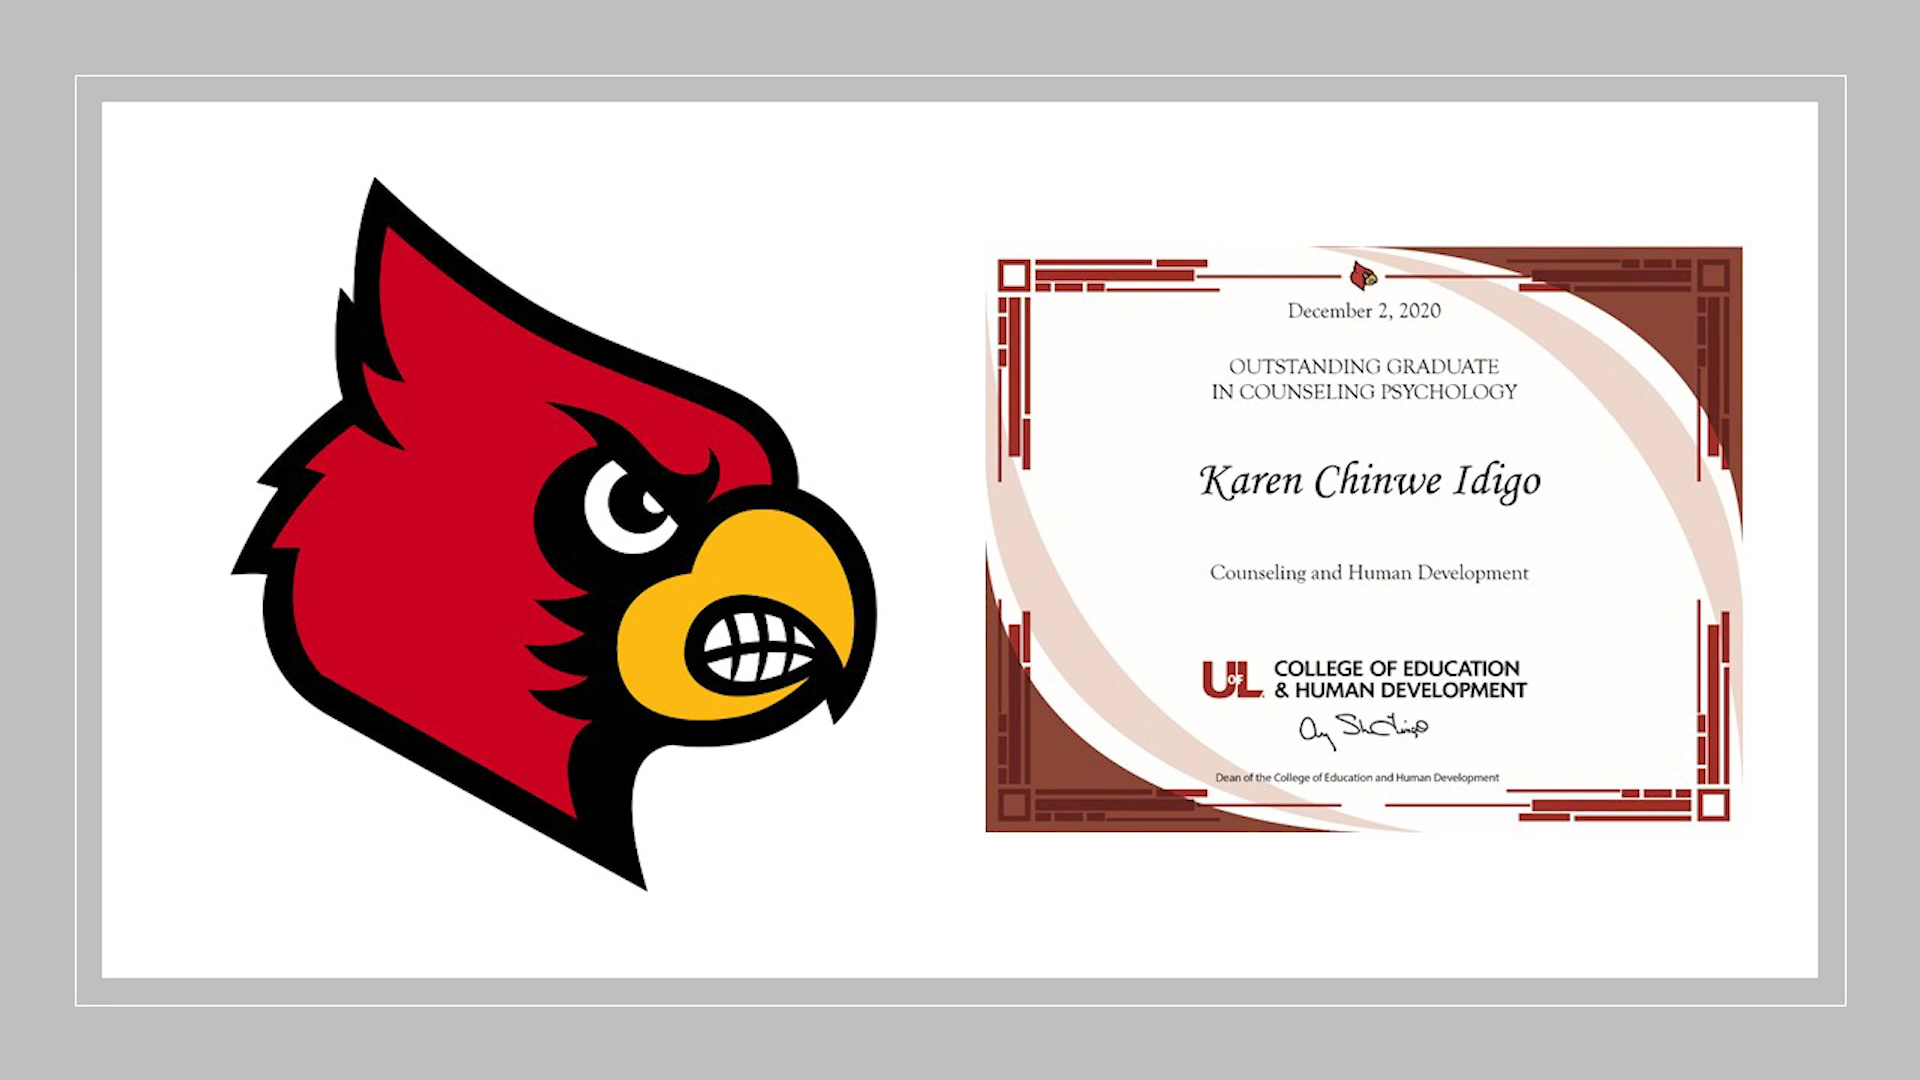 December 2, 2020
OUTSTANDING GRADUATE
IN COUNSELING PSYCHOLOGY
Karen Chinwe Idigo
Counseling and Human Development
UofL COLLEGE OF EDUCATION
& HUMAN DEVELOPMENT
Dean of the College of Education and Human Development